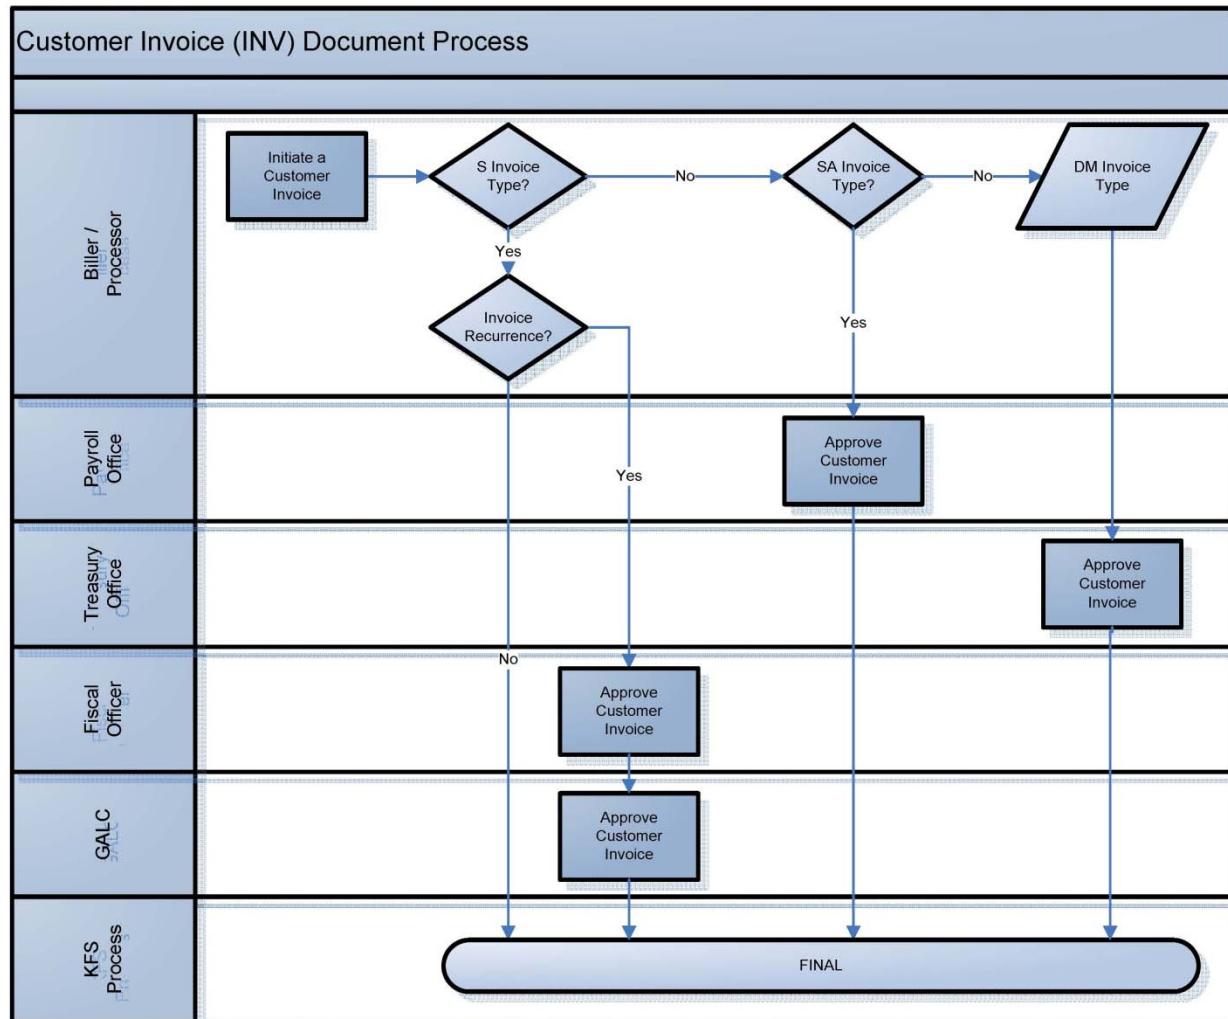 Customer Invoice (INV) Document Process
Biller /
Processor
Initiate a
Customer
Invoice
S Invoice
Type?
No
SA Invoice
Type?
No
DM Invoice
Type
Yes
Invoice
Recurrence?
Yes
Payroll
Office
Approve
Customer
Invoice
Yes
Treasury
Office
Approve
Customer
Invoice
No
Fiscal
Officer
Approve
Customer
Invoice
GALC
Approve
Customer
Invoice
KFS
Process
FINAL